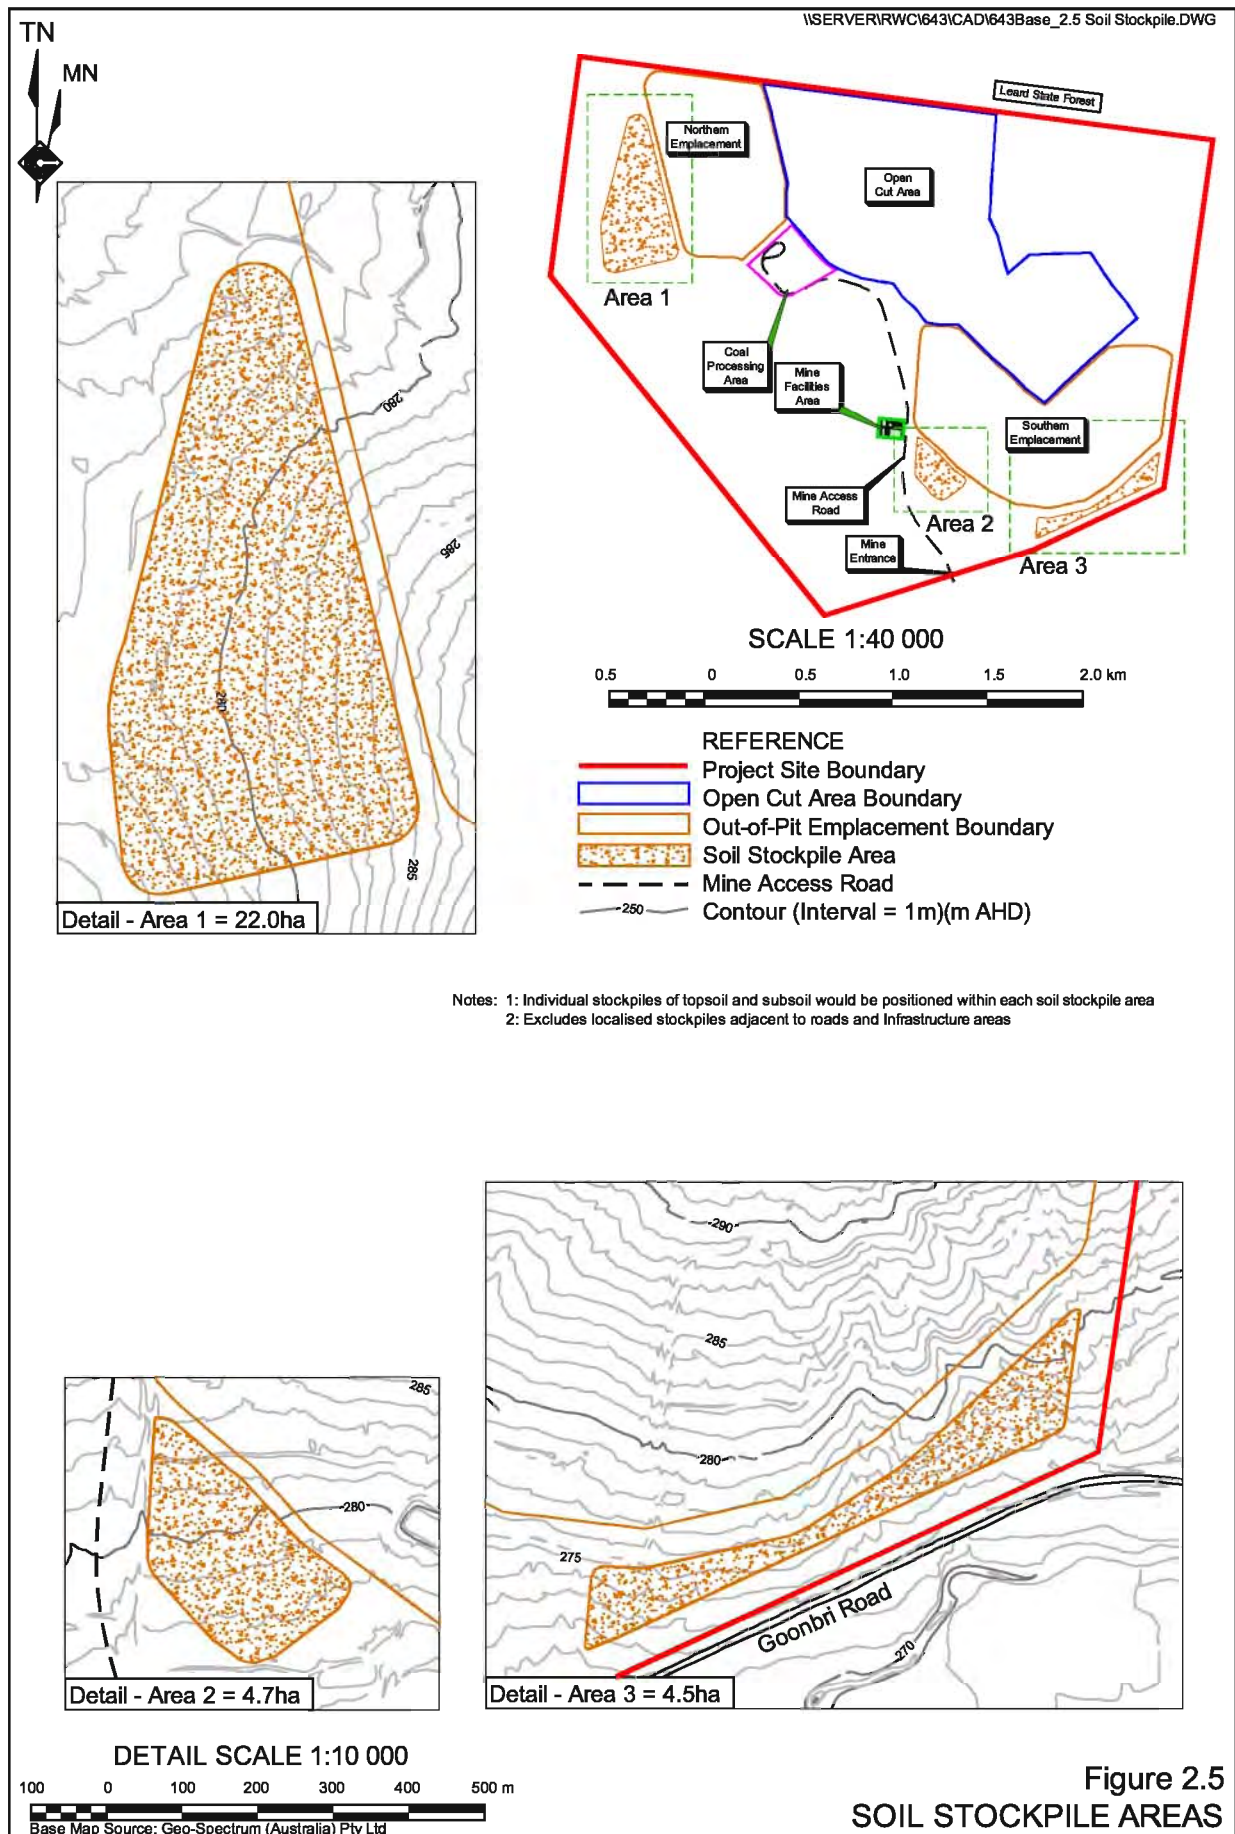 \\SERVER\RWC\643\CAD\643Base_2.5 Soil Stockpile.DWG
TN
MN
Leard State Forest
Northern
Emplacement
Open
Cut Area
Area 1
Coal
Processing
Area
Mine
Facilities
Area
Southern
Emplacement
Mine Access
Road
Area 2
Mine
Entrance
Area 3
SCALE 1:40 000
0.5 0 0.5 1.0 1.5 2.0 km
REFERENCE
Project Site Boundary
Open Cut Area Boundary
Out-of-Pit Emplacement Boundary
Soil Stockpile Area
Mine Access Road
250
Contour (Interval = 1m)(m AHD)
280
285
280
285
Detail - Area 1 = 22.0ha
Notes: 1: Individual stockpiles of topsoil and subsoil would be positioned within each soil stockpile area
2: Excludes localised stockpiles adjacent to roads and Infrastructure areas
290
285
280
275
Goonbri Road
270
Detail - Area 3 = 4.5ha
285
280
Detail - Area 2 = 4.7ha
DETAIL SCALE 1:10 000
100 0 100 200 300 400 500 m
Base Map Source: Geo-Spectrum (Australia) Pty Ltd
Figure 2.5
SOIL STOCKPILE AREAS